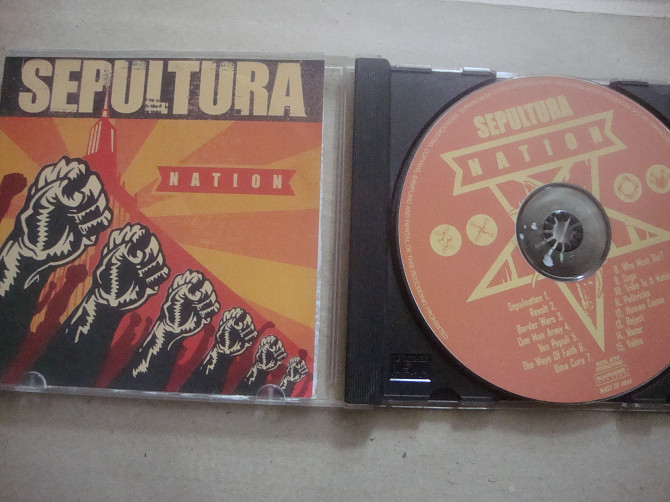 SEPULTURA
NATION
SEPULTURA
NATION
Sepulnation 1.
Revolt 2.
Border Wars 3.
One Man Army 4.
Vox Populi 5.
The Ways Of Faith 6.
Uma Cura 7.
8. Who Must Die?
9. Saga
10. Tribe To A
11. Politricks
12. Human Cause
13. Reject
14. Water
15. Valtio